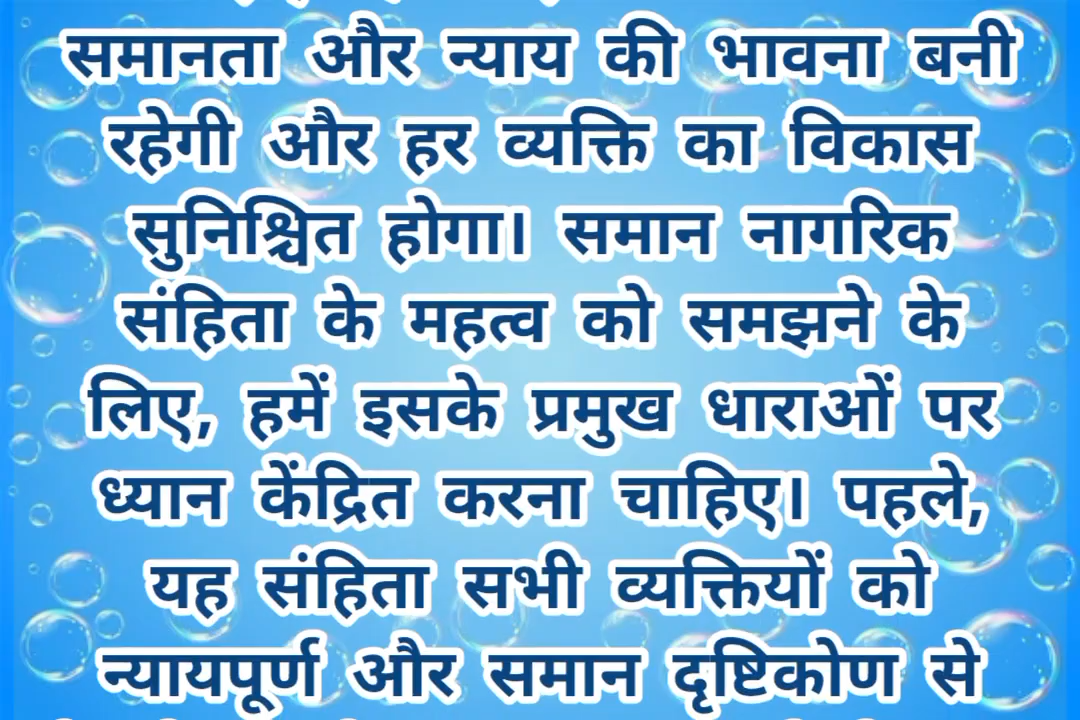 समानता और न्याय की भावना बनी
रहेगी और हर व्यक्ति का विकास
सुनिश्चित होगा। समान नागरिक
संहिता के महत्व को समझने के
लिए, हमें इसके प्रमुख धाराओं पर
ध्यान केंद्रित करना चाहिए। पहले,
यह संहिता सभी व्यक्तियों को
न्यायपूर्ण और समान दृष्टिकोण से